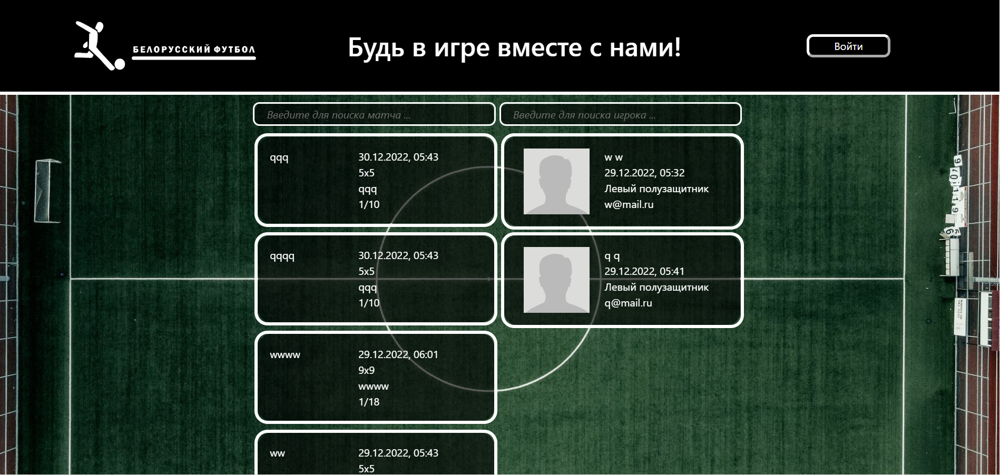 БЕЛОРУССКИЙ ФУТБОЛ
Будь в игре вместе с нами!
Войти
Введите для поиска матча ...
Введите для поиска игрока ...
qqq
30.12.2022, 05:43
5x5
qqq
1/10
qqqq
30.12.2022, 05:43
5x5
qqq
1/10
wwww
29.12.2022, 06:01
9x9
wwww
1/18
ww
29.12.2022, 05:43
5x5
w w
29.12.2022, 05:32
Левый полузащитник
w@mail.ru
q q
29.12.2022, 05:41
Левый полузащитник
q@mail.ru